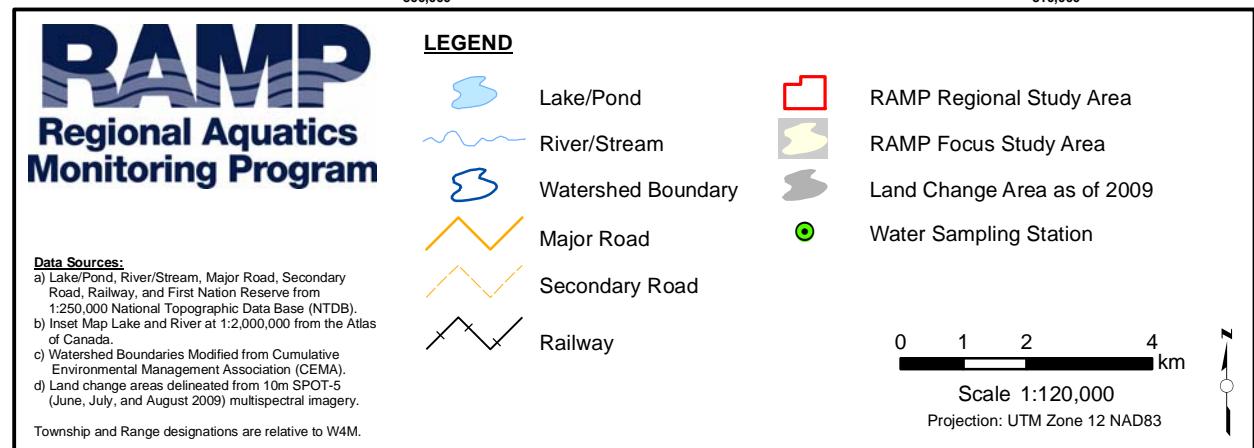 RAMP
Regional Aquatics
Monitoring Program
Data Sources:
a) Lake/Pond, River/Stream, Major Road, Secondary
Road, Railway, and First Nation Reserve from
1:250,000 National Topographic Data Base (NTDB).
b) Inset Map Lake and River at 1:2,000,000 from the Atlas
of Canada.
c) Watershed Boundaries Modified from Cumulative
Environmental Management Association (CEMA).
d) Land change areas delineated from 10m SPOT-5
(June, July, and August 2009) multispectral imagery.
Township and Range designations are relative to W4M.
LEGEND
Lake/Pond
River/Stream
Watershed Boundary
Major Road
Secondary Road
Railway
RAMP Regional Study Area
RAMP Focus Study Area
Land Change Area as of 2009
Water Sampling Station
0 1 2 4
km
Scale 1:120,000
Projection: UTM Zone 12 NAD83
N